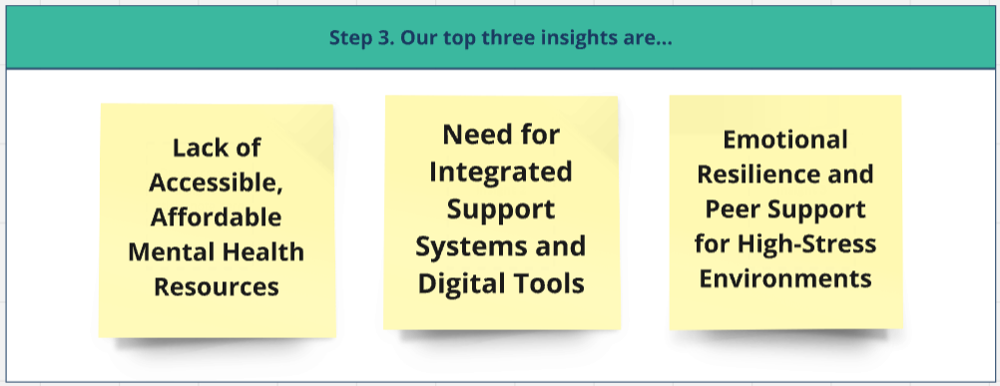 Step 3. Our top three insights are...
Lack of
Accessible,
Affordable
Mental Health
Resources
Need for
Integrated
Support
Systems and
Digital Tools
Emotional
Resilience and
Peer Support
for High-Stress
Environments